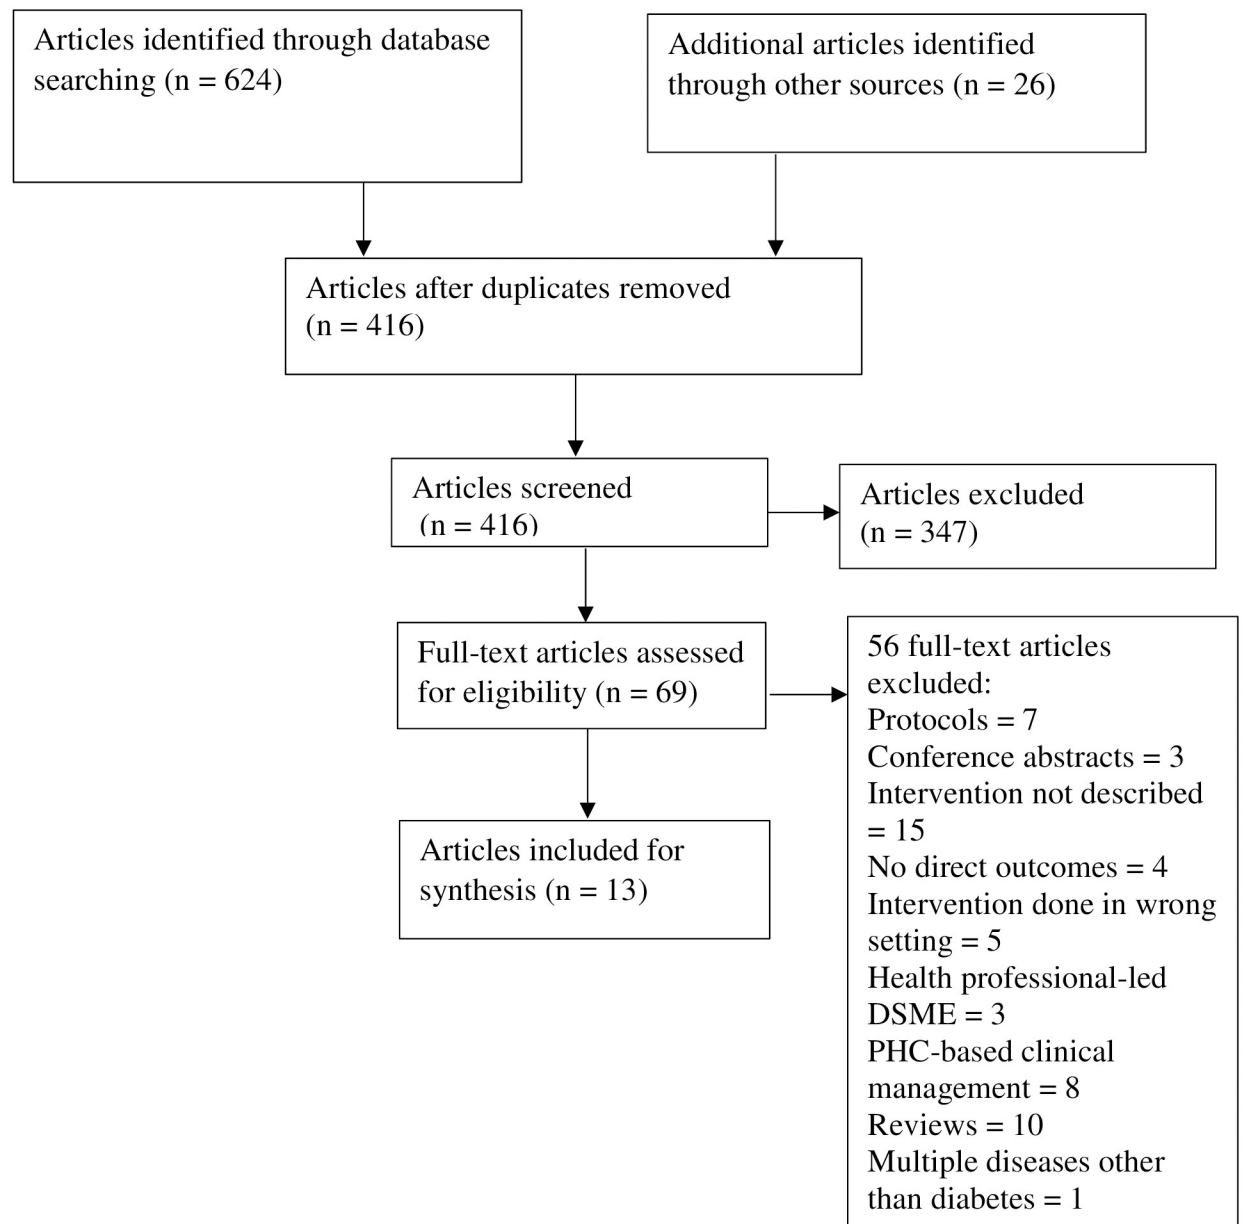 Articles identified through database
searching (n = 624)
Additional articles identified
through other sources (n = 26)
Articles after duplicates removed
(n = 416)
Articles screened
(n = 416)
Articles excluded
(n = 347)
Full-text articles assessed
for eligibility (n = 69)
56 full-text articles
excluded:
Protocols = 7
Conference abstracts = 3
Intervention not described
= 15
No direct outcomes = 4
Intervention done in wrong
setting = 5
Health professional-led
DSME = 3
PHC-based clinical
management = 8
Reviews = 10
Multiple diseases other
than diabetes = 1
Articles included for
synthesis (n = 13)